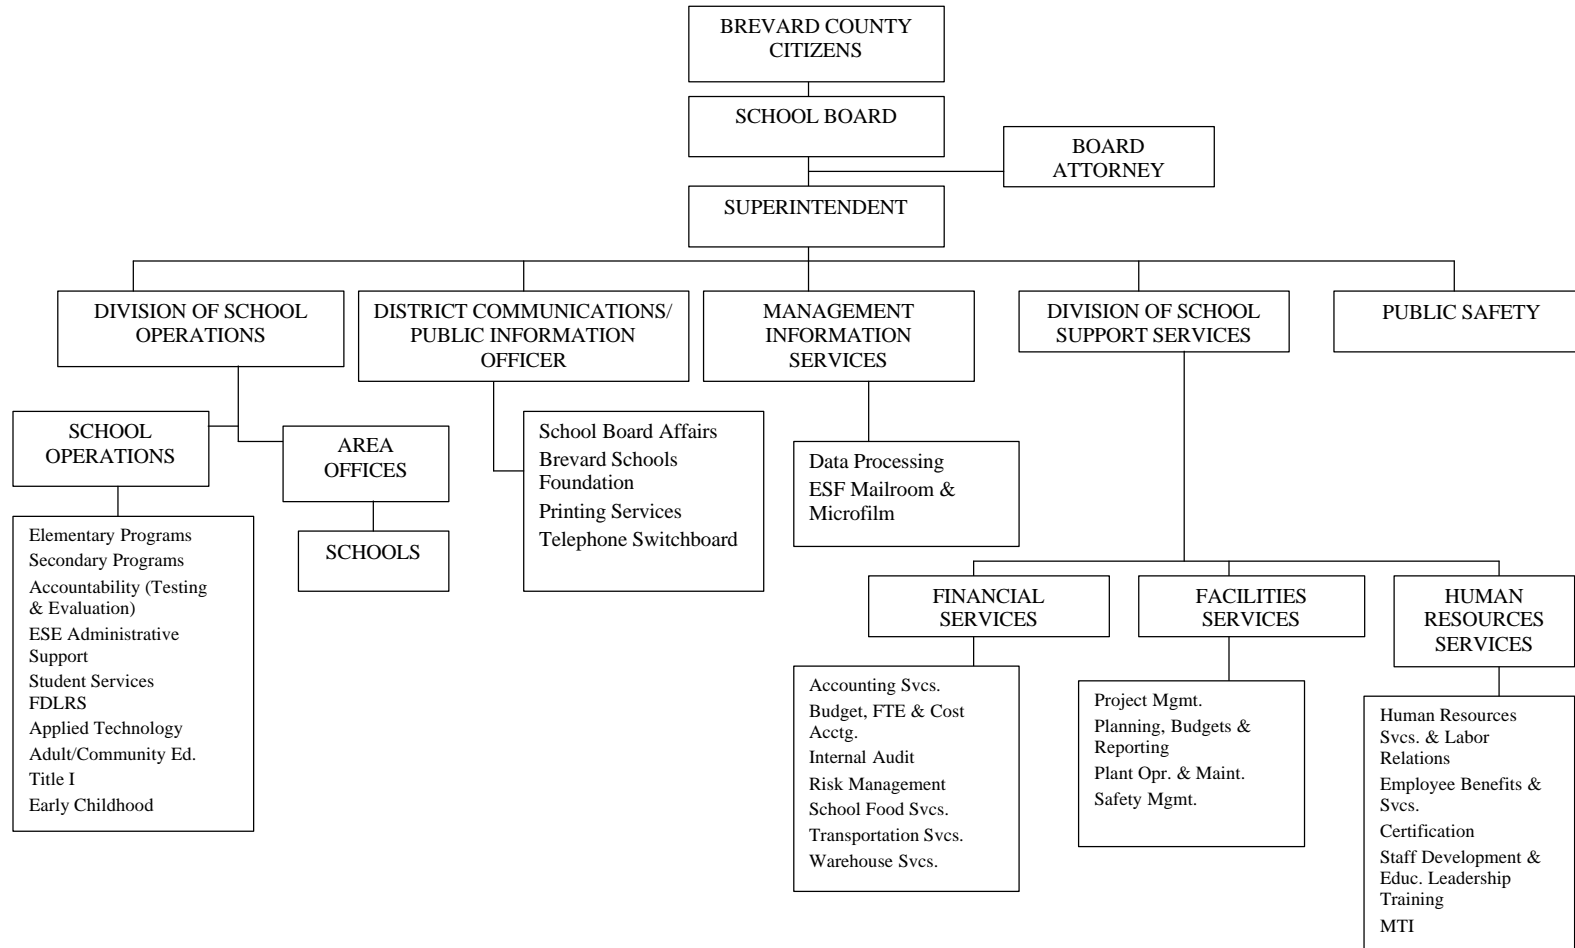 BREVARD COUNTY
CITIZENS
SCHOOL BOARD
BOARD
ATTORNEY
SUPERINTENDENT
DIVISION OF SCHOOL
OPERATIONS
DISTRICT COMMUNICATIONS/
PUBLIC INFORMATION
OFFICER
MANAGEMENT
INFORMATION
SERVICES
DIVISION OF SCHOOL
SUPPORT SERVICES
PUBLIC SAFETY
SCHOOL
OPERATIONS
AREA
OFFICES
SCHOOLS
Elementary Programs
Secondary Programs
Accountability (Testing
& Evaluation)
ESE Administrative
Support
Student Services
FDLRS
Applied Technology
Adult/Community Ed.
Title I
Early Childhood
School Board Affairs
Brevard Schools
Foundation
Printing Services
Telephone Switchboard
Data Processing
ESF Mailroom &
Microfilm
FINANCIAL
SERVICES
FACILITIES
SERVICES
HUMAN
RESOURCES
SERVICES
Accounting Svcs.
Budget, FTE & Cost
Acctg.
Internal Audit
Risk Management
School Food Svcs.
Transportation Svcs.
Warehouse Svcs.
Project Mgmt.
Planning, Budgets &
Reporting
Plant Opr. & Maint.
Safety Mgmt.
Human Resources
Svcs. & Labor
Relations
Employee Benefits &
Svcs.
Certification
Staff Development &
Educ. Leadership
Training
MTI